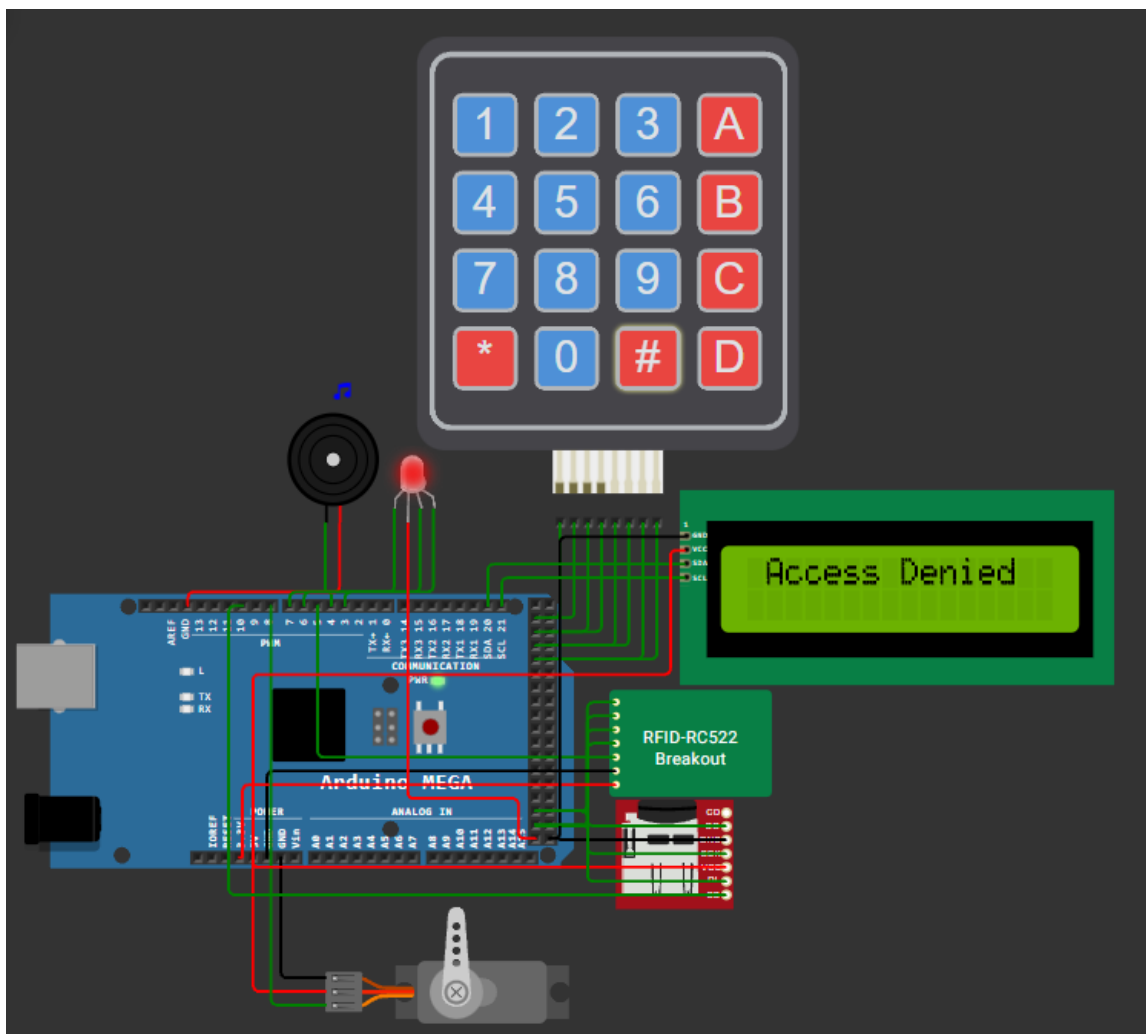 1 2 3 A
4 5 6 B
7 8 9 C
* 0 # D
1
GND
VCC
SDA
SCL
Access Denied
AREF
GND
13
12
11
10
9
8
7
6
5
4
3
2
TX→ 1
RX← 0
TX3 14
RX3 15
TX2 16
RX2 17
TX1 18
RX1 19
SDA 20
SCL 21
PWM
COMMUNICATION
L
TX
RX
PWR
RFID-RC522
Breakout
Arduino MEGA
POWER
ANALOG IN
IOREF
RESET
GND
Vin
A0
A1
A2
A3
A4
A5
A6
A7
A8
A9
A10
A11
A12
A13
A14
A15
CD